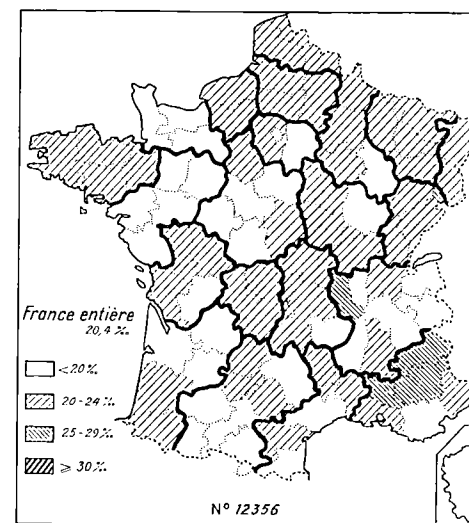 France entière
20,4 ‰
<20‰
20-24‰
25-29‰
≥ 30‰
N° 12356